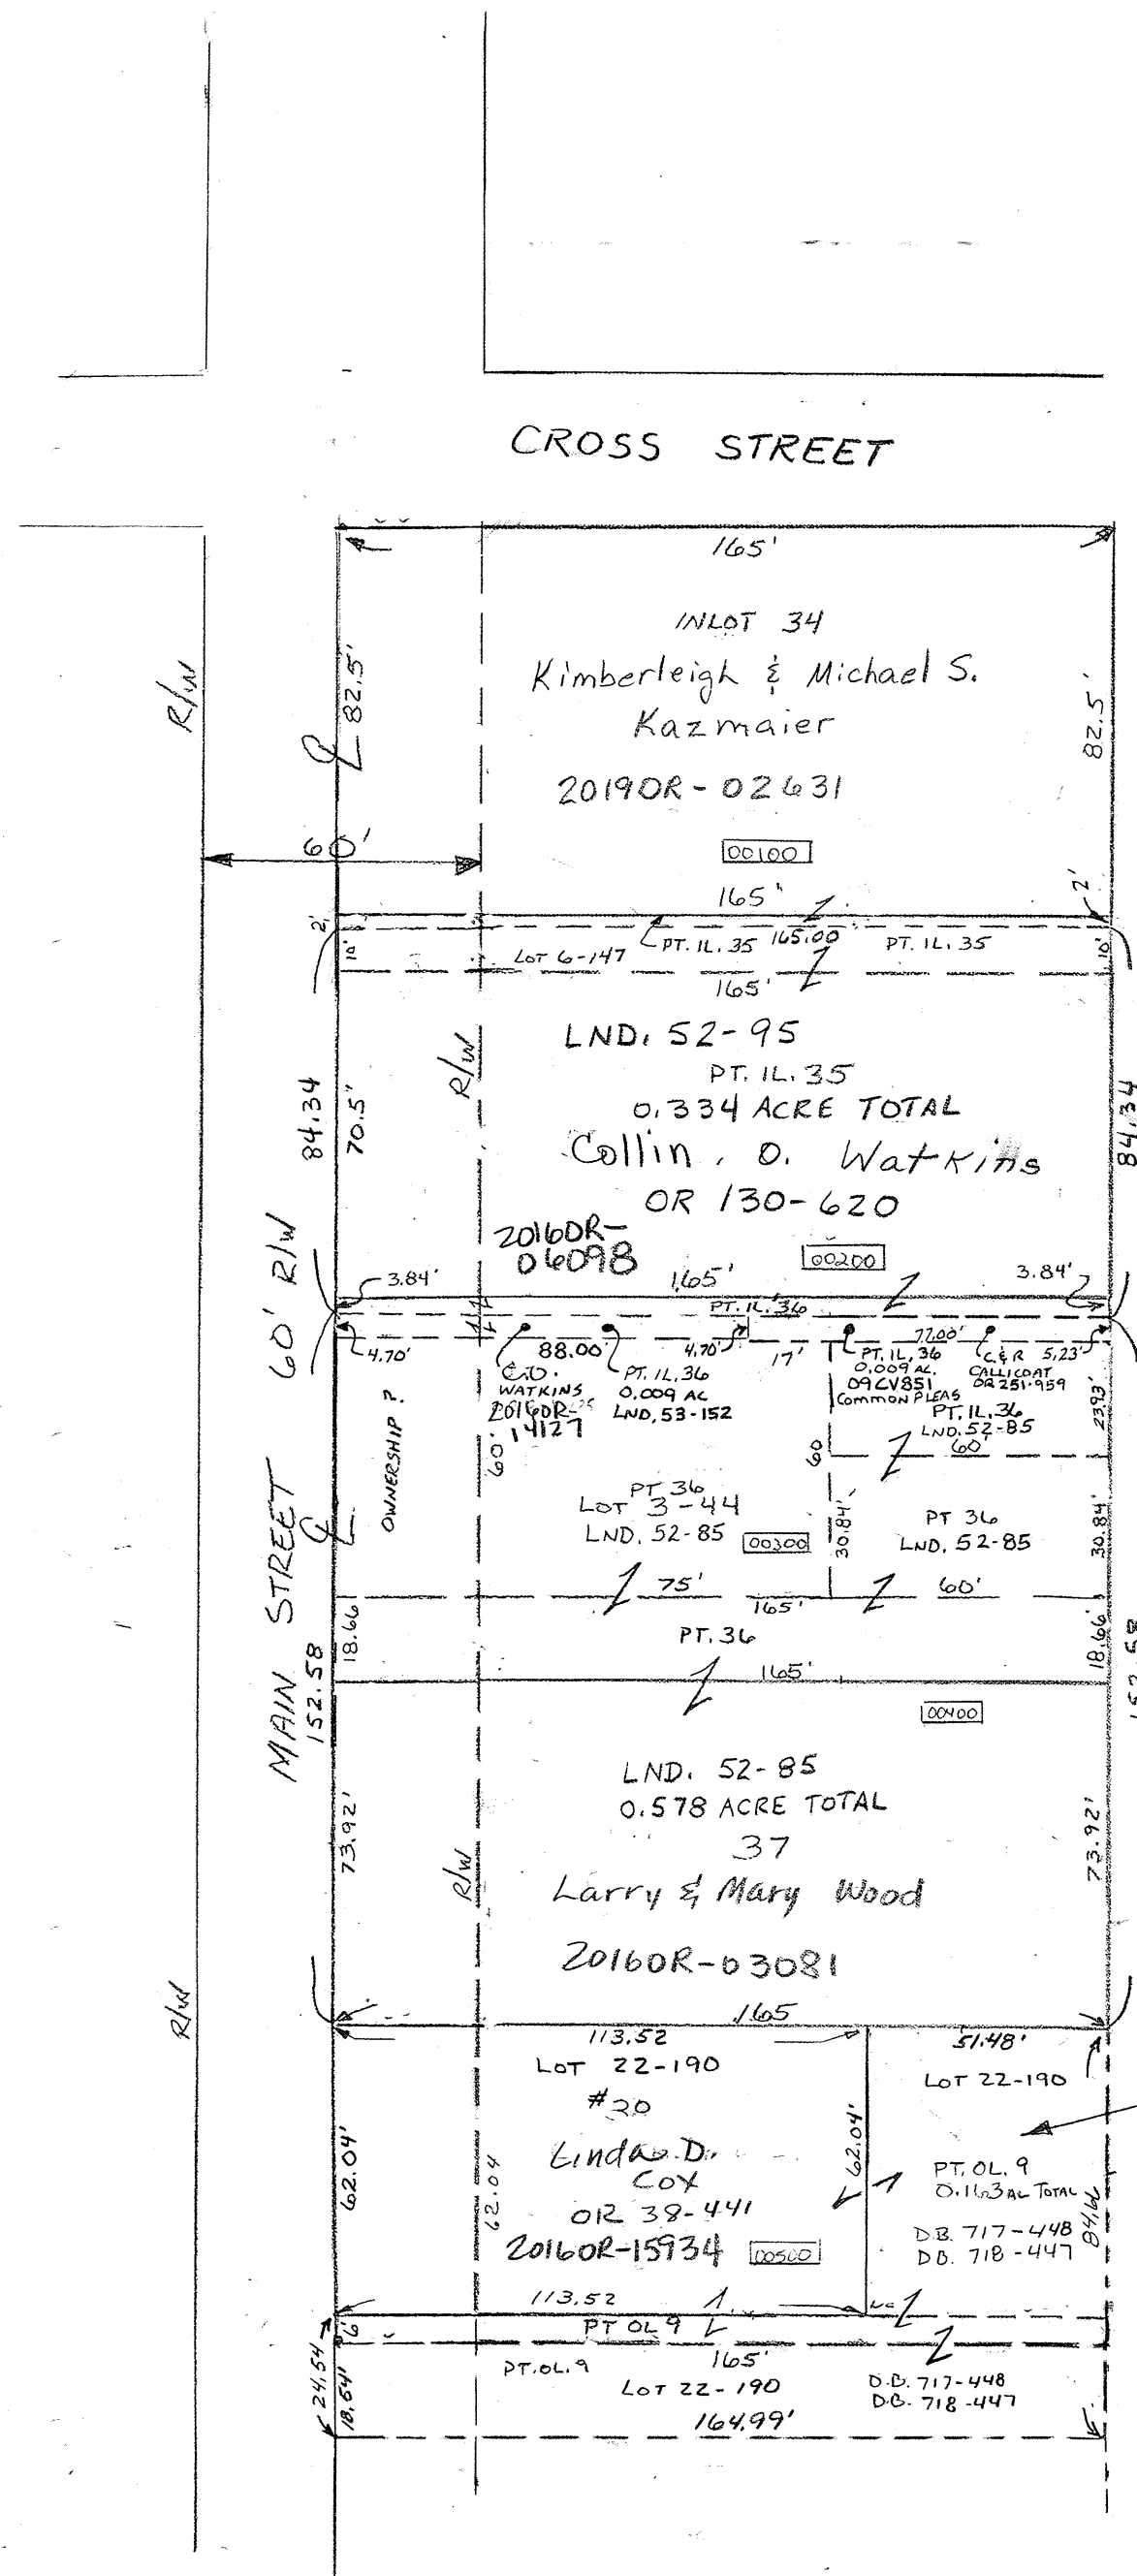 CROSS STREET
165'
INLOT 34
Kimberleigh & Michael S.
Kazmaier
2019OR-02631
00100
R/W
82.5'
82.5'
60'
165'
2'
2'
PT. IL. 35
165.00
PT. IL. 35
10'
LOT 6-147
10'
165'
LND. 52-95
PT. IL. 35
0.334 ACRE TOTAL
Collin. O. Watkins
OR 130-620
2016OR-
06098
00200
R/W
84.34
70.5'
84.34
60' R/W
165'
3.84'
3.84'
PT. IL. 36
4.70'
88.00'
4.70'
17'
77.00'
5.23'
C.O.
WATKINS
2016OR-
14127
PT. IL. 36
0.009 AC
LND. 53-152
PT. IL. 36
0.009 AC.
09CV851
Common PLEAS
C & R
CALLICOAT
OR 251-959
PT. IL. 36
LND. 52-85
60'
23.93'
OWNERSHIP ?
60'
60
PT 36
LOT 3-44
LND. 52-85
00300
30.84'
PT 36
LND. 52-85
30.84'
75'
60'
165'
18.66'
PT. 36
18.66'
165'
MAIN STREET
152.58
152.58
00400
LND. 52-85
0.578 ACRE TOTAL
37
Larry & Mary Wood
2016OR-03081
73.92'
73.92'
R/W
R/W
165
113.52
51.48'
LOT 22-190
#20
Linda D.
COX
OR 38-441
2016OR-15934
00500
62.04'
62.04
62.04'
LOT 22-190
PT. OL. 9
0.163 AC TOTAL
D.B. 717-448
D.B. 718-447
84.66
113.52
6'
PT OL 9
165'
PT. OL. 9
LOT 22-190
D.B. 717-448
D.B. 718-447
24.54
18.54'
164.99'